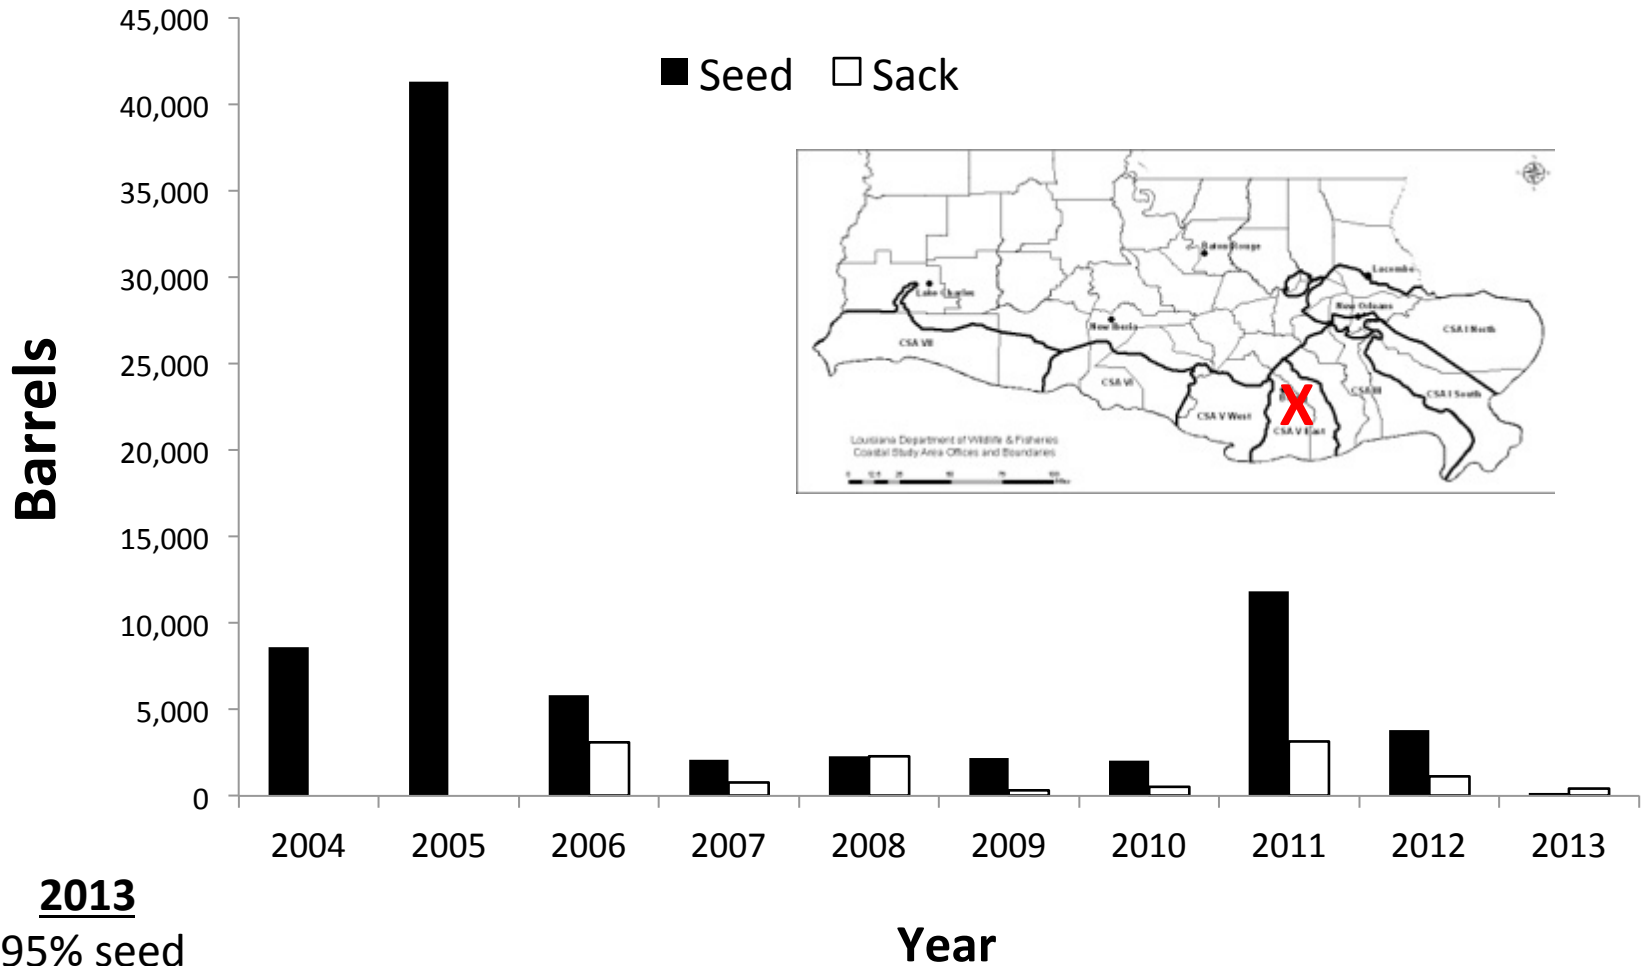 45,000
40,000
35,000
30,000
25,000
20,000
15,000
10,000
5,000
0
Barrels
Seed Sack
Baton Rouge
Lacombe
Lake Charles
New Orleans
New Iberia
CSA I North
CSA VII
CSA VI
CSA III
CSA I South
CSA V West
X
CSA V East
Louisiana Department of Wildlife & Fisheries
Coastal Study Area Offices and Boundaries
2004 2005 2006 2007 2008 2009 2010 2011 2012 2013
Year
2013
95% seed